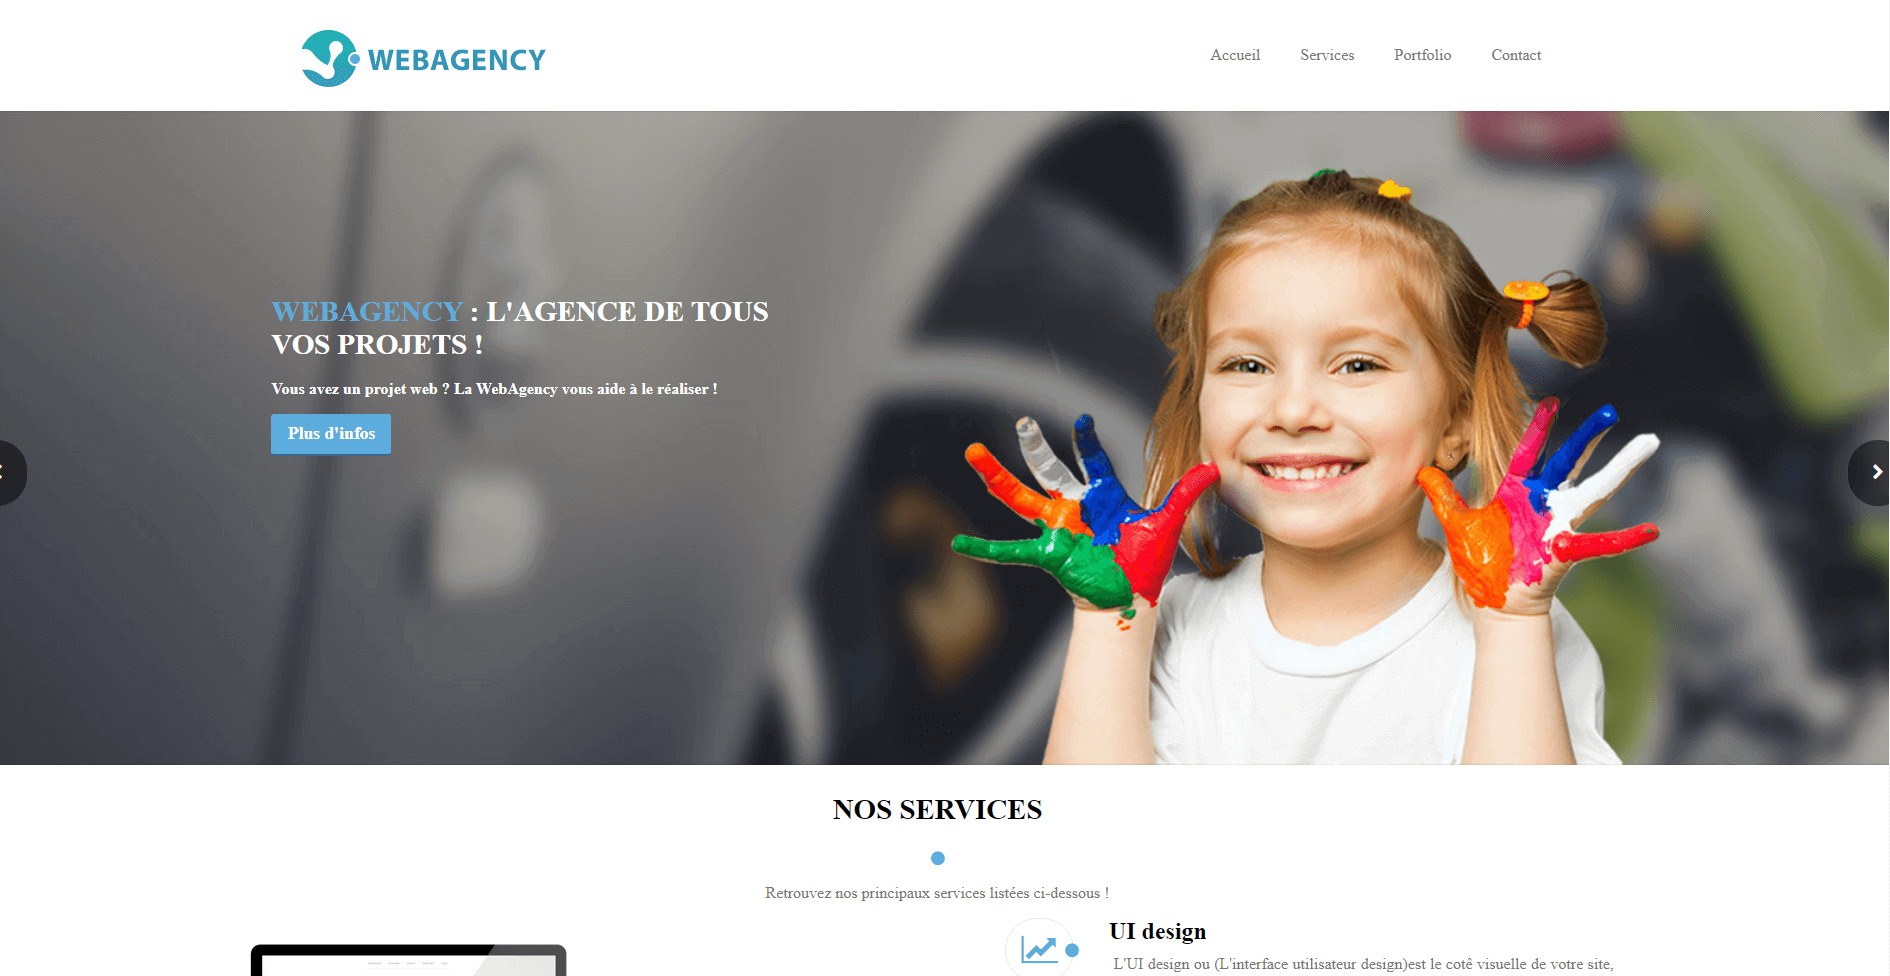 WEBAGENCY
Accueil Services Portfolio Contact
WEBAGENCY : L'AGENCE DE TOUS
VOS PROJETS !
Vous avez un projet web ? La WebAgency vous aide à le réaliser !
Plus d'infos
NOS SERVICES
Retrouvez nos principaux services listées ci-dessous !
UI design
L'UI design ou (L'interface utilisateur design)est le coté visuelle de votre site,